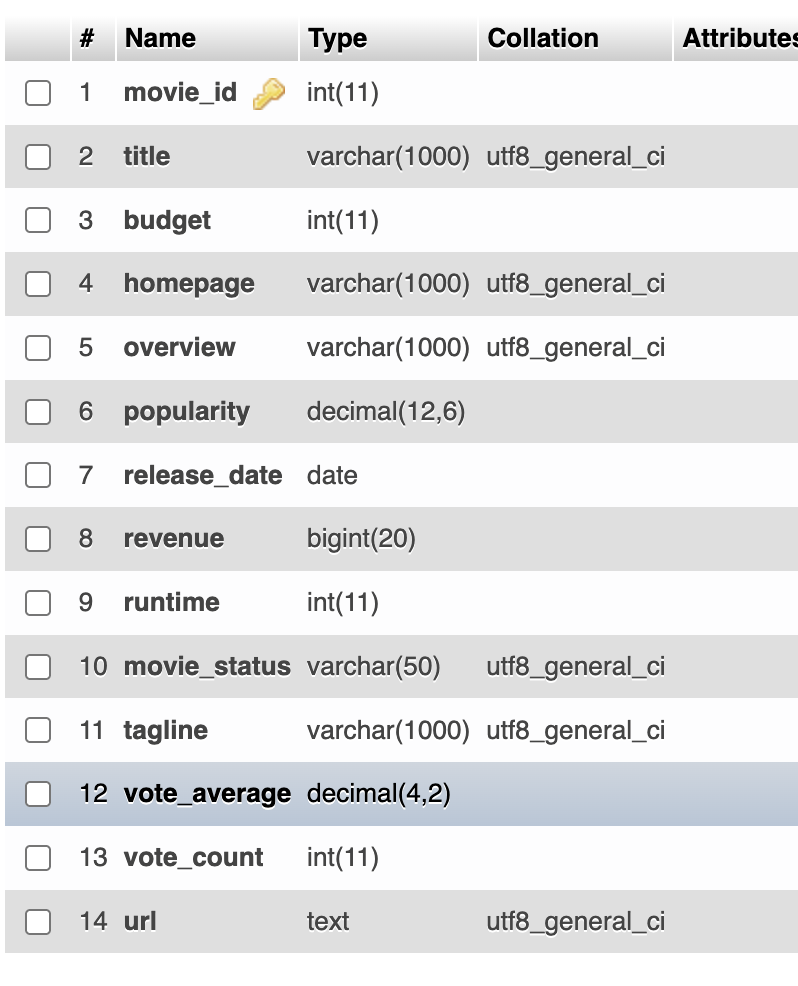 # Name Type Collation Attributes
1 movie_id int(11)
2 title varchar(1000) utf8_general_ci
3 budget int(11)
4 homepage varchar(1000) utf8_general_ci
5 overview varchar(1000) utf8_general_ci
6 popularity decimal(12,6)
7 release_date date
8 revenue bigint(20)
9 runtime int(11)
10 movie_status varchar(50) utf8_general_ci
11 tagline varchar(1000) utf8_general_ci
12 vote_average decimal(4,2)
13 vote_count int(11)
14 url text utf8_general_ci